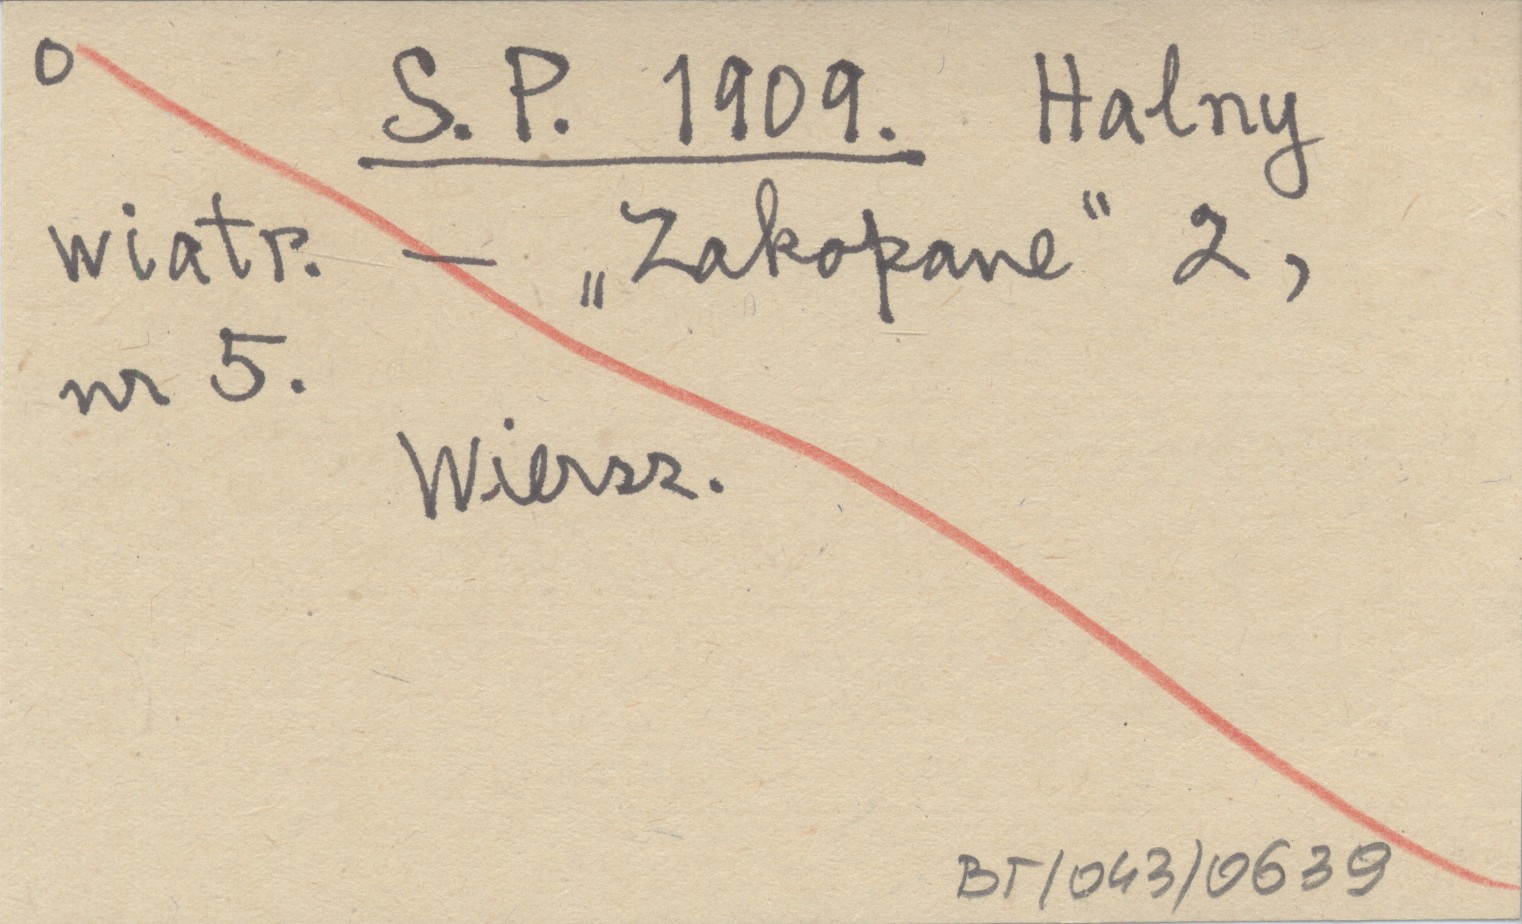 O S.P. 1909. Halny
wiatr. — „Zakopane“ 2,
nr 5.
Wiersz.
BT/043/0639